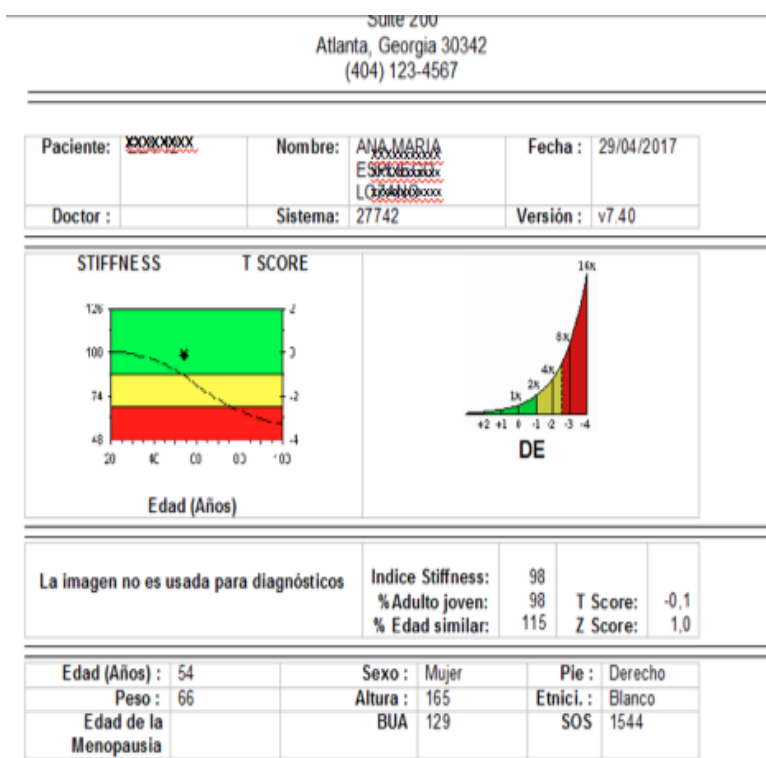 Suite 200
Atlanta, Georgia 30342
(404) 123-4567
Paciente: XXXXXXXX Nombre: Fecha : 29/04/2017
Doctor : Sistema: 27742 Versión : v7.40
STIFFNESS T SCORE
100
74 -2
48 -4
20
Edad (Años)
16x
8x
4x
2x
1x
+2 +1 0 -1 -2 -3 -4
DE
La imagen no es usada para diagnósticos
Indice Stiffness: 98
%Adulto joven: 98 T Score: -0,1
% Edad similar: 115 Z Score: 1,0
Edad (Años) : 54 Sexo : Mujer Pie : Derecho
Peso : 66 Altura : 165 Etnici. : Blanco
Edad de la BUA 129 SOS 1544
Menopausia